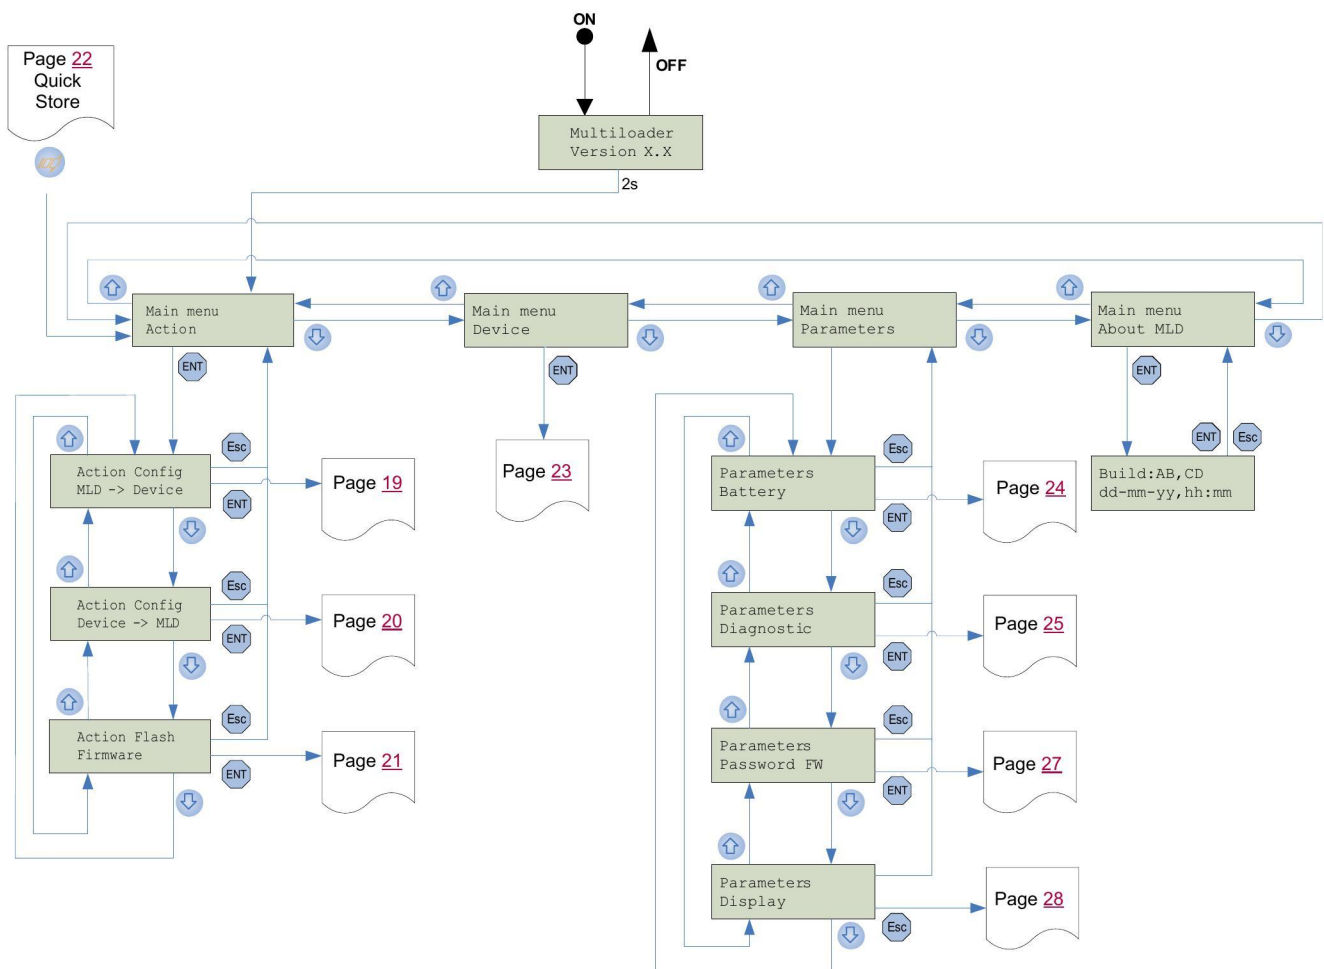 ON
OFF
Page 22
Quick
Store
Multiloader
Version X.X
2s
Main menu
Action
Main menu
Device
Main menu
Parameters
Main menu
About MLD
ENT
ENT
ENT
ENT
Esc
Build:AB,CD
dd-mm-yy,hh:mm
Page 23
Action Config
MLD -> Device
Esc
ENT
Page 19
Action Config
Device -> MLD
Esc
ENT
Page 20
Action Flash
Firmware
Esc
ENT
Page 21
Parameters
Battery
Esc
ENT
Page 24
Parameters
Diagnostic
Esc
ENT
Page 25
Parameters
Password FW
Esc
ENT
Page 27
Parameters
Display
Esc
Page 28